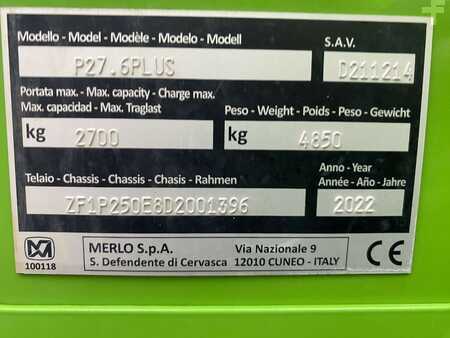 Modello - Model - Modèle - Modelo - Modell
P27.6PLUS
S.A.V.
D211214
Portata max. - Max. capacity - Charge max.
Max. capacidad - Max. Traglast
kg 2700
Peso - Weight - Poids - Peso - Gewicht
kg 4850
Telaio - Chassis - Chassis - Chasis - Rahmen
ZF1P250E8D2001396
Anno - Year
Année - Año - Jahre
2022
100118
MERLO S.p.A. Via Nazionale 9
S. Defendente di Cervasca 12010 CUNEO - ITALY
CE